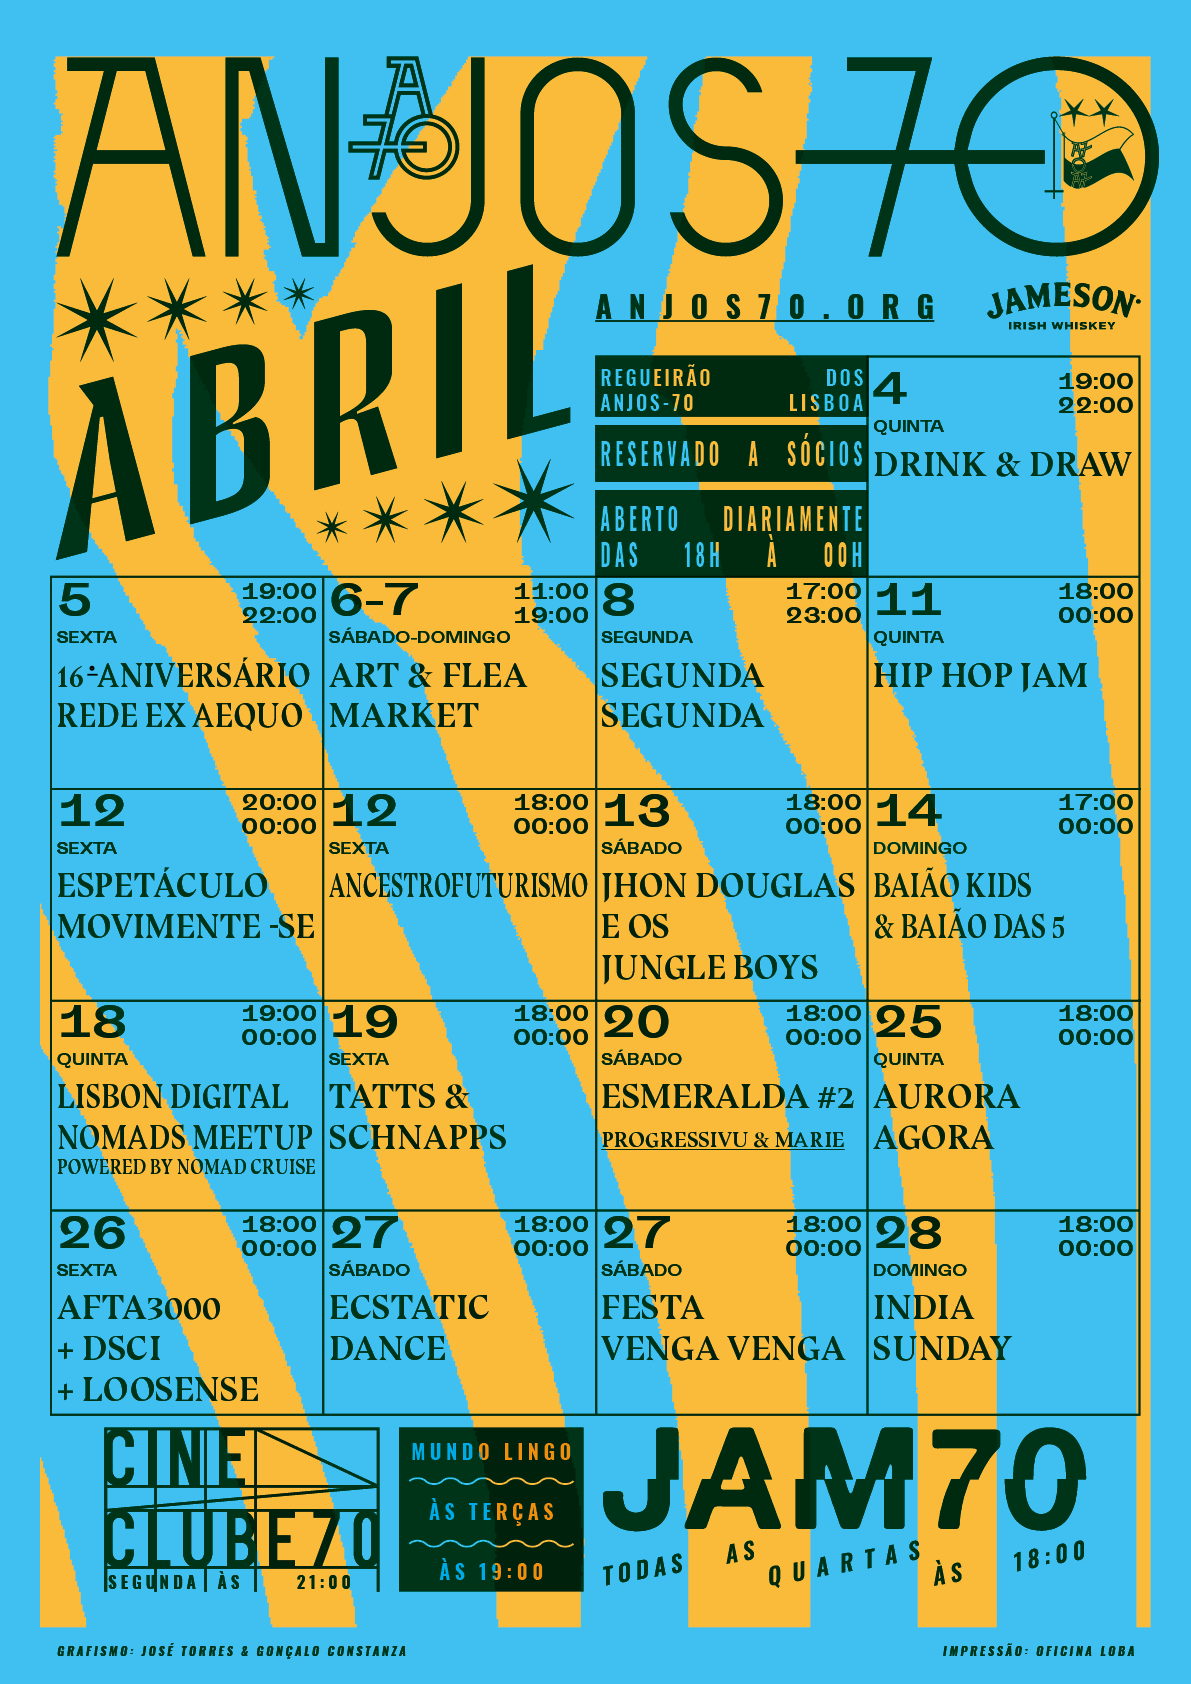 ANJOS70
A
70
ABRIL
ANJOS70.ORG
JAMESON
IRISH WHISKEY
REGUEIRÃO DOS
ANJOS-70 LISBOA
RESERVADO A SÓCIOS
ABERTO DIARIAMENTE
DAS 18H À 00H
4 19:00
22:00
QUINTA
DRINK & DRAW
5 19:00
22:00
SEXTA
16º ANIVERSÁRIO
REDE EX AEQUO
6-7 11:00
19:00
SÁBADO-DOMINGO
ART & FLEA
MARKET
8 17:00
23:00
SEGUNDA
SEGUNDA
SEGUNDA
11 18:00
00:00
QUINTA
HIP HOP JAM
12 20:00
00:00
SEXTA
ESPETÁCULO
MOVIMENTE -SE
12 18:00
00:00
SEXTA
ANCESTROFUTURISMO
13 18:00
00:00
SÁBADO
JHON DOUGLAS
E OS
JUNGLE BOYS
14 17:00
00:00
DOMINGO
BAIÃO KIDS
& BAIÃO DAS 5
18 19:00
00:00
QUINTA
LISBON DIGITAL
NOMADS MEETUP
POWERED BY NOMAD CRUISE
19 18:00
00:00
SEXTA
TATTS &
SCHNAPPS
20 18:00
00:00
SÁBADO
ESMERALDA #2
PROGRESSIVU & MARIE
25 18:00
00:00
QUINTA
AURORA
AGORA
26 18:00
00:00
SEXTA
AFTA3000
+ DSCI
+ LOOSENSE
27 18:00
00:00
SÁBADO
ECSTATIC
DANCE
27 18:00
00:00
SÁBADO
FESTA
VENGA VENGA
28 18:00
00:00
DOMINGO
INDIA
SUNDAY
CINE
CLUBE70
SEGUNDA ÀS 21:00
MUNDO LINGO
ÀS TERÇAS
ÀS 19:00
JAM70
TODAS AS QUARTAS ÀS 18:00
GRAFISMO: JOSÉ TORRES & GONÇALO CONSTANZA
IMPRESSÃO: OFICINA LOBA